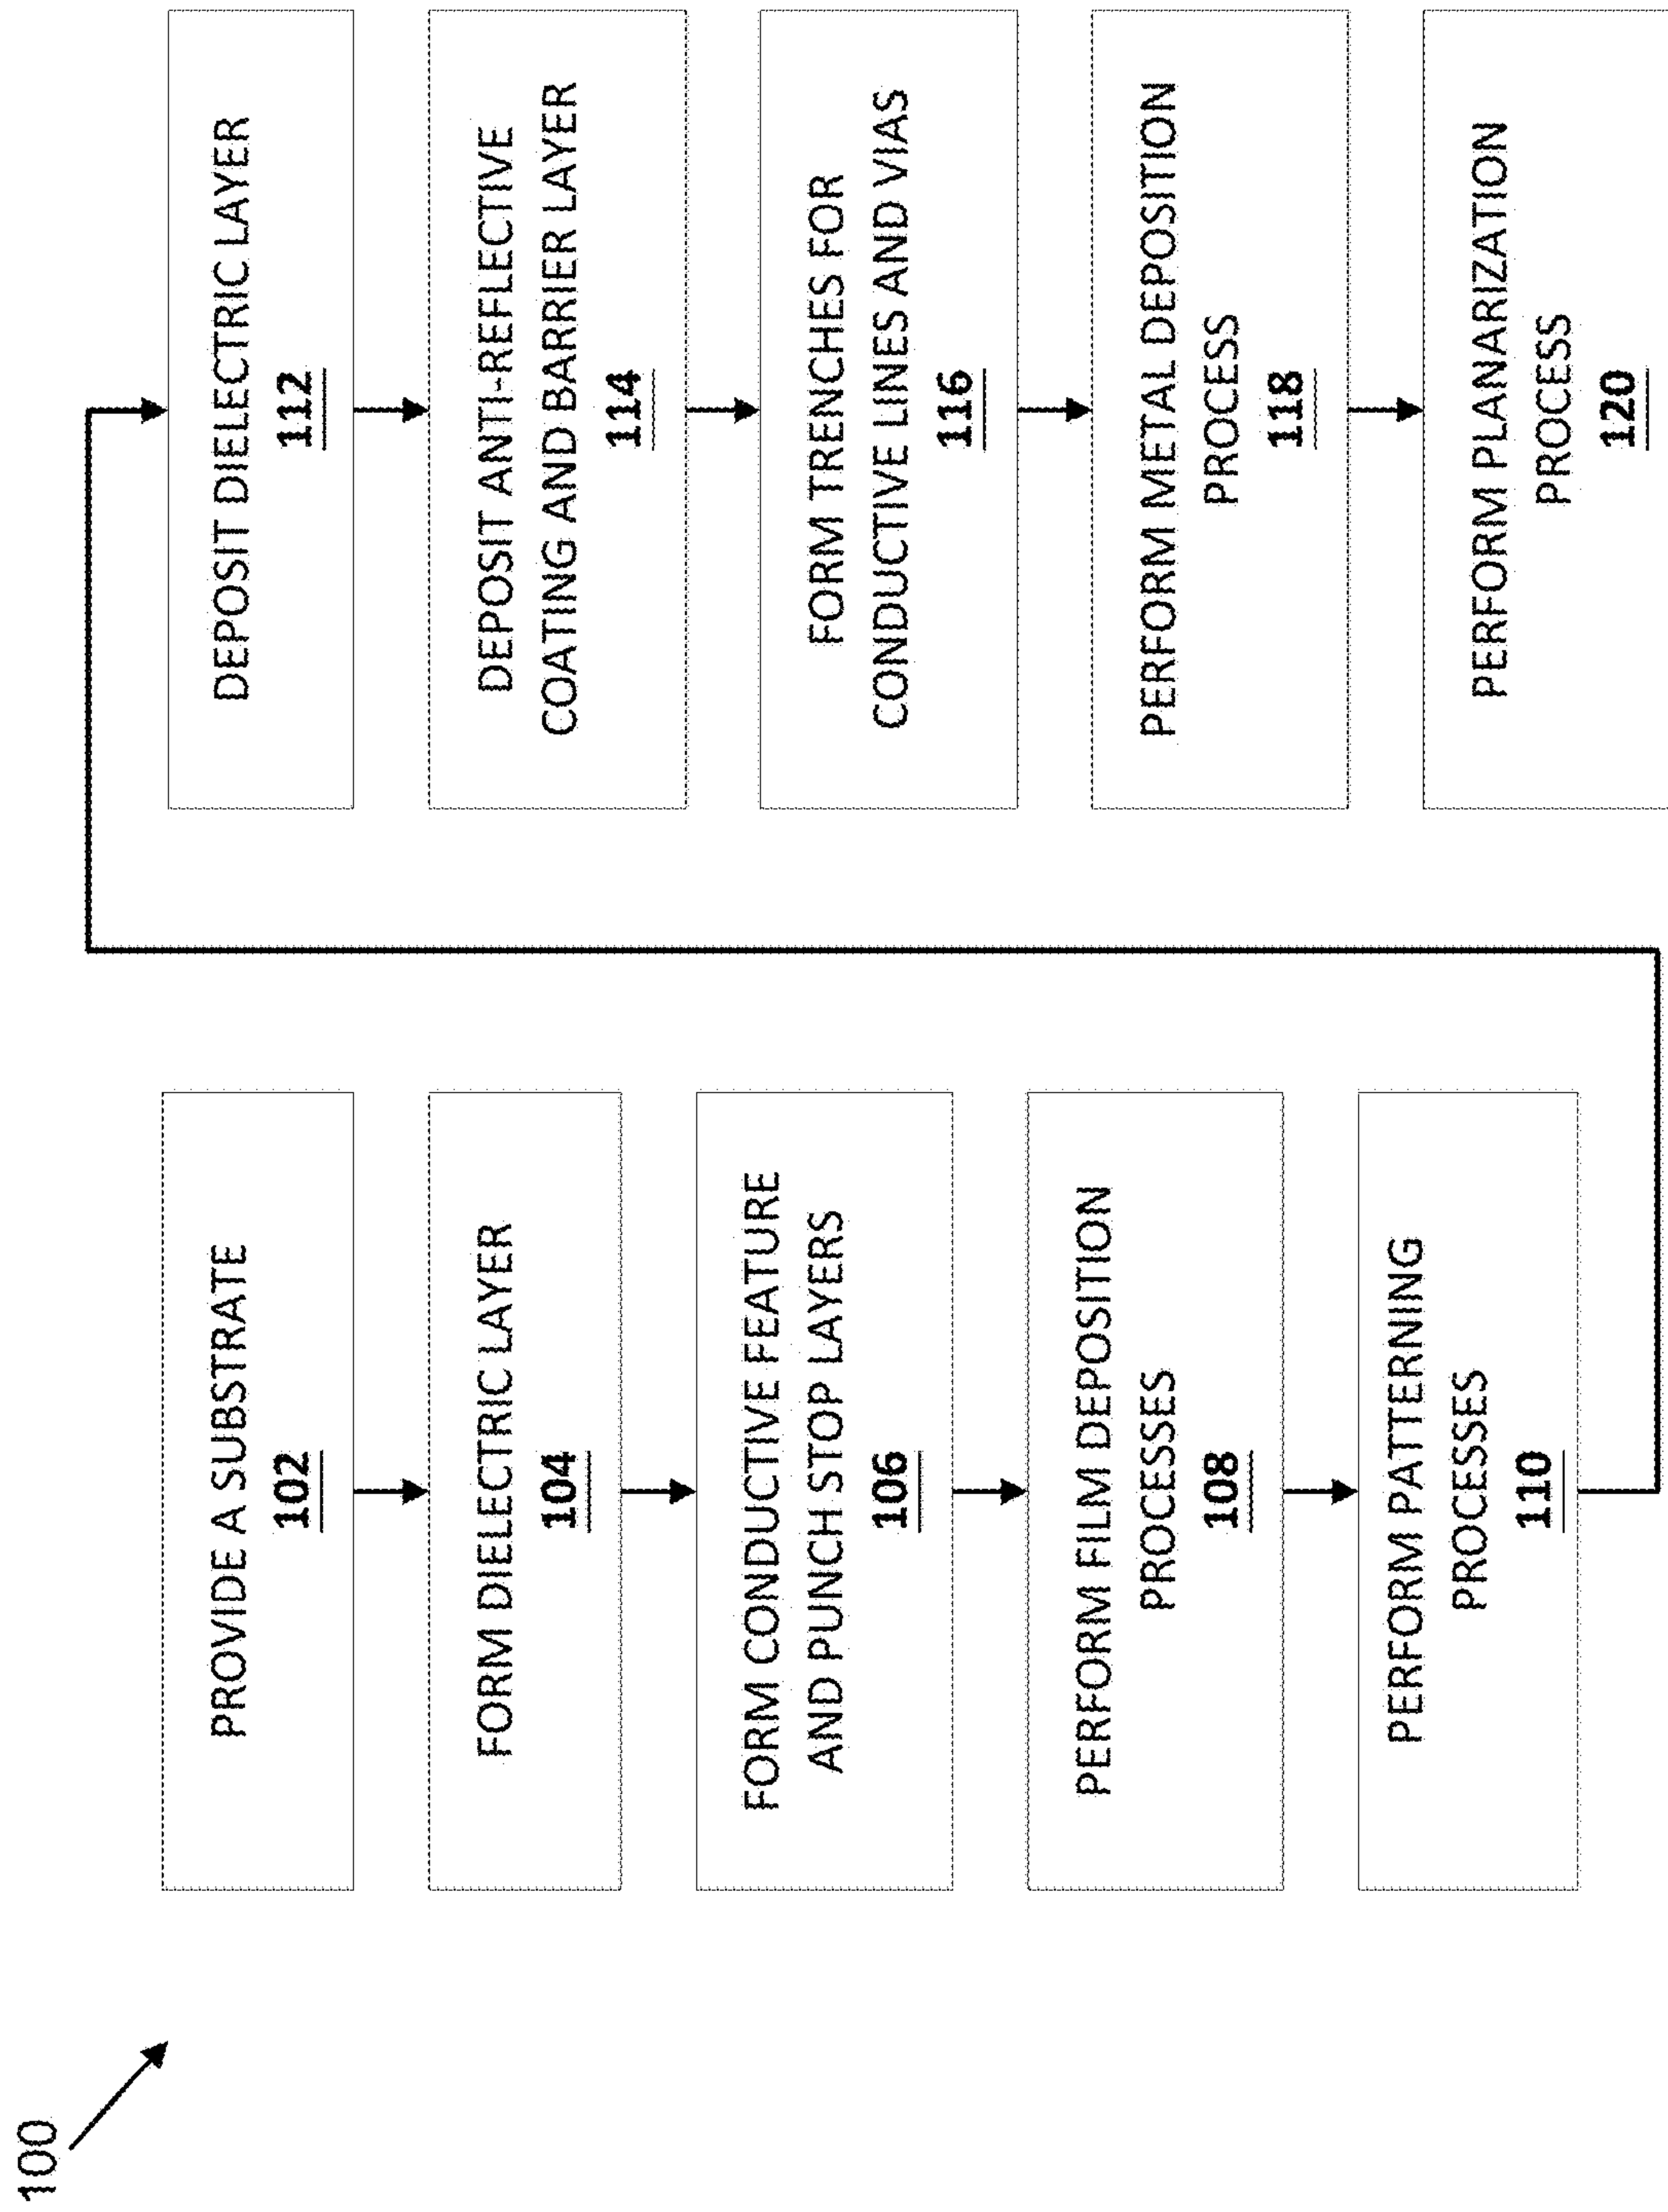 100
PROVIDE A SUBSTRATE
102
FORM DIELECTRIC LAYER
104
FORM CONDUCTIVE FEATURE
AND PUNCH STOP LAYERS
106
PERFORM FILM DEPOSITION
PROCESSES
108
PERFORM PATTERNING
PROCESSES
110
DEPOSIT DIELECTRIC LAYER
112
DEPOSIT ANTI-REFLECTIVE
COATING AND BARRIER LAYER
114
FORM TRENCHES FOR
CONDUCTIVE LINES AND VIAS
116
PERFORM METAL DEPOSITION
PROCESS
118
PERFORM PLANARIZATION
PROCESS
120